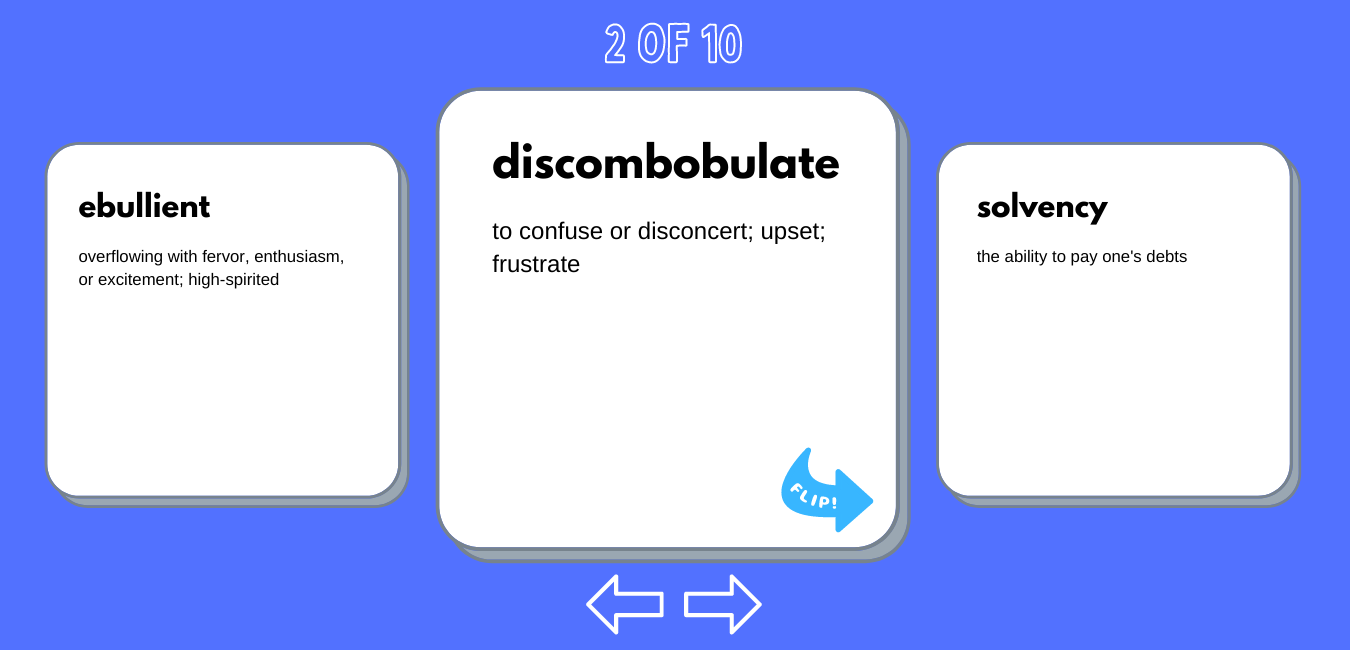 2 OF 10
ebullient
overflowing with fervor, enthusiasm,
or excitement; high-spirited
discombobulate
to confuse or disconcert; upset;
frustrate
FLIP!
solvency
the ability to pay one's debts